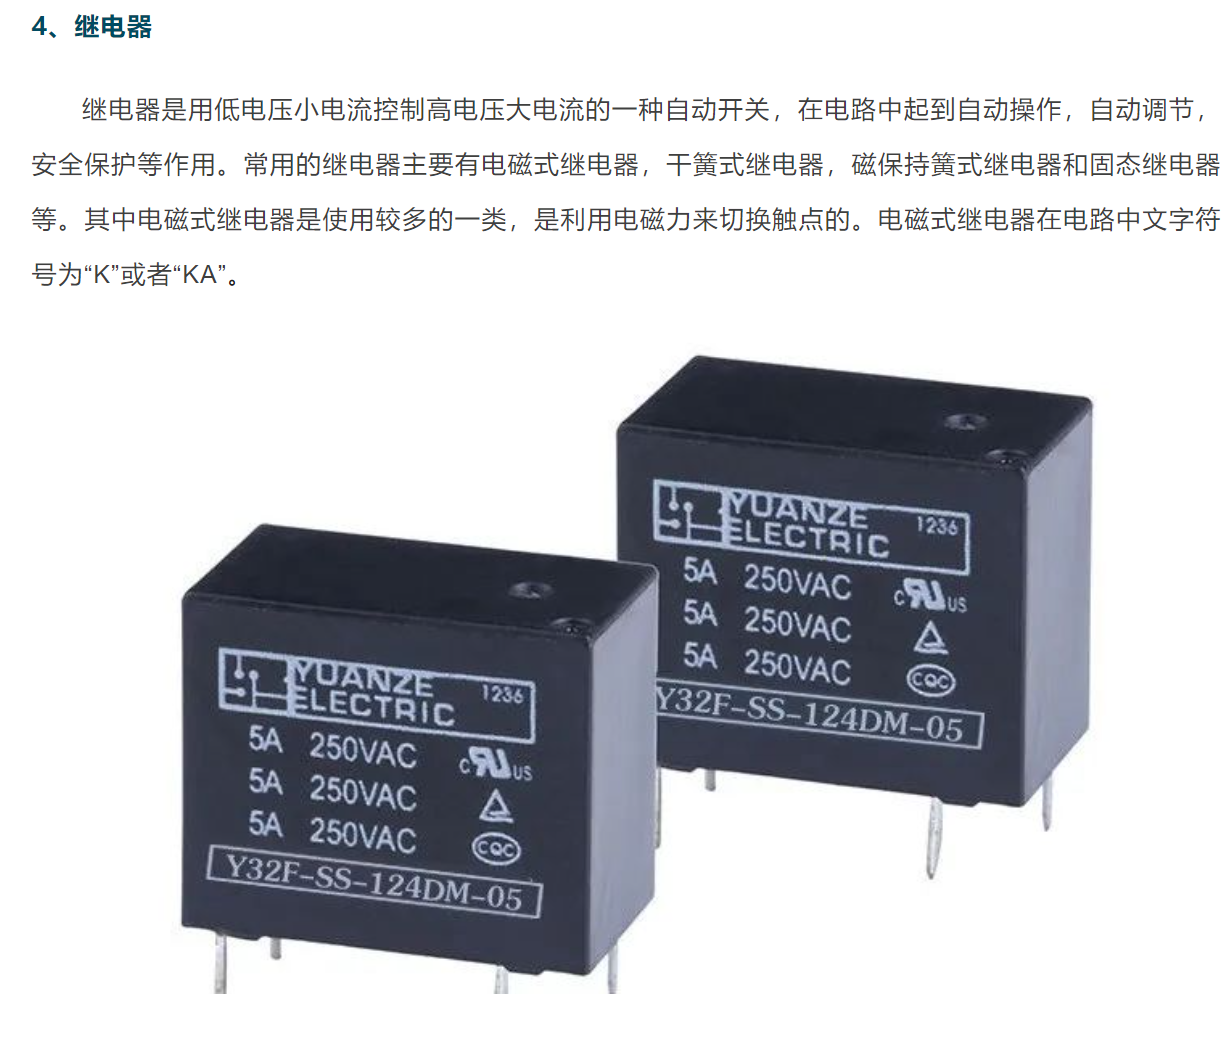 4、继电器
继电器是用低电压小电流控制高电压大电流的一种自动开关，在电路中起到自动操作，自动调节，
安全保护等作用。常用的继电器主要有电磁式继电器，干簧式继电器，磁保持簧式继电器和固态继电器
等。其中电磁式继电器是使用较多的一类，是利用电磁力来切换触点的。电磁式继电器在电路中文字符
号为“K”或者“KA”。
YUANZE
ELECTRIC
1236
5A 250VAC
5A 250VAC
5A 250VAC
c RU US
CQC
Y32F-SS-124DM-05
YUANZE
ELECTRIC
1236
5A 250VAC
5A 250VAC
5A 250VAC
c RU US
CQC
Y32F-SS-124DM-05